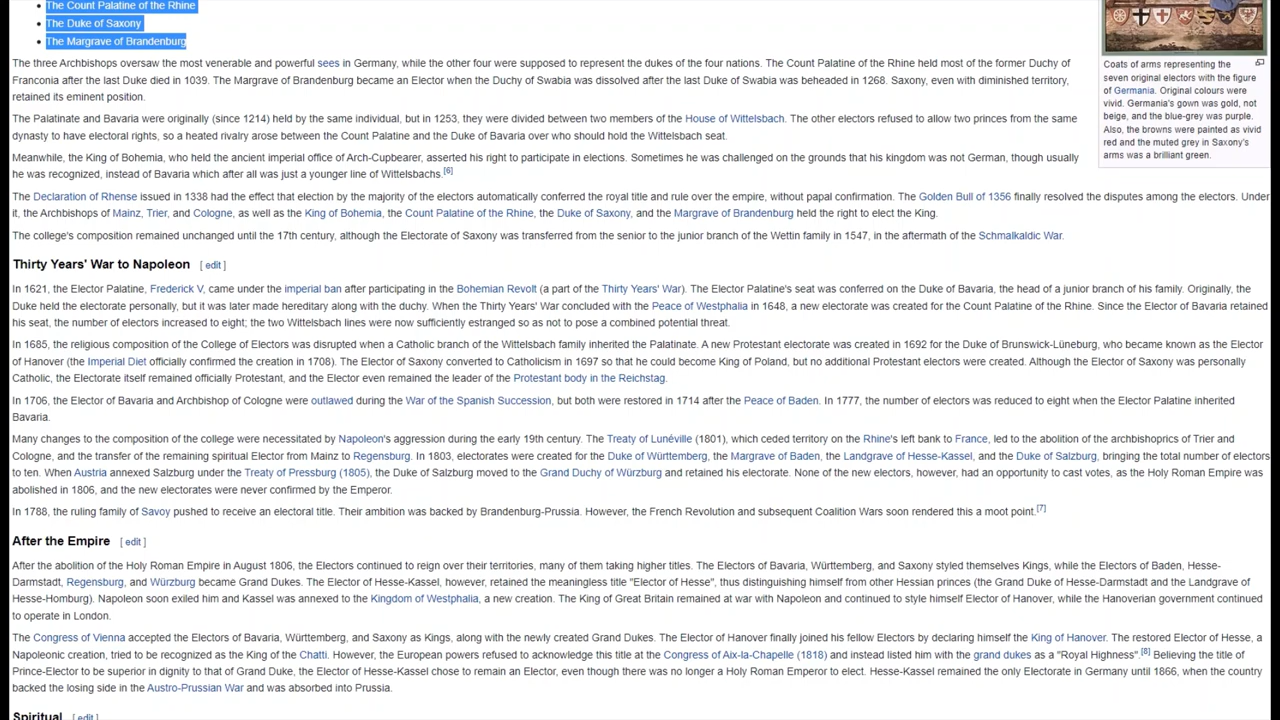 • The Count Palatine of the Rhine
• The Duke of Saxony
• The Margrave of Brandenburg
The three Archbishops oversaw the most venerable and powerful sees in Germany, while the other four were supposed to represent the dukes of the four nations. The Count Palatine of the Rhine held most of the former Duchy of
Franconia after the last Duke died in 1039. The Margrave of Brandenburg became an Elector when the Duchy of Swabia was dissolved after the last Duke of Swabia was beheaded in 1268. Saxony, even with diminished territory,
retained its eminent position.
The Palatinate and Bavaria were originally (since 1214) held by the same individual, but in 1253, they were divided between two members of the House of Wittelsbach. The other electors refused to allow two princes from the same
dynasty to have electoral rights, so a heated rivalry arose between the Count Palatine and the Duke of Bavaria over who should hold the Wittelsbach seat.
Meanwhile, the King of Bohemia, who held the ancient imperial office of Arch-Cupbearer, asserted his right to participate in elections. Sometimes he was challenged on the grounds that his kingdom was not German, though usually
he was recognized, instead of Bavaria which after all was just a younger line of Wittelsbachs.[6]
Coats of arms representing the
seven original electors with the figure
of Germania. Original colours were
vivid. Germania's gown was gold, not
beige, and the blue-grey was purple.
Also, the browns were painted as vivid
red and the muted grey in Saxony's
arms was a brilliant green.
The Declaration of Rhense issued in 1338 had the effect that election by the majority of the electors automatically conferred the royal title and rule over the empire, without papal confirmation. The Golden Bull of 1356 finally resolved the disputes among the electors. Under
it, the Archbishops of Mainz, Trier, and Cologne, as well as the King of Bohemia, the Count Palatine of the Rhine, the Duke of Saxony, and the Margrave of Brandenburg held the right to elect the King.
The college's composition remained unchanged until the 17th century, although the Electorate of Saxony was transferred from the senior to the junior branch of the Wettin family in 1547, in the aftermath of the Schmalkaldic War.
Thirty Years' War to Napoleon [ edit ]
In 1621, the Elector Palatine, Frederick V, came under the imperial ban after participating in the Bohemian Revolt (a part of the Thirty Years' War). The Elector Palatine's seat was conferred on the Duke of Bavaria, the head of a junior branch of his family. Originally, the
Duke held the electorate personally, but it was later made hereditary along with the duchy. When the Thirty Years' War concluded with the Peace of Westphalia in 1648, a new electorate was created for the Count Palatine of the Rhine. Since the Elector of Bavaria retained
his seat, the number of electors increased to eight; the two Wittelsbach lines were now sufficiently estranged so as not to pose a combined potential threat.
In 1685, the religious composition of the College of Electors was disrupted when a Catholic branch of the Wittelsbach family inherited the Palatinate. A new Protestant electorate was created in 1692 for the Duke of Brunswick-Lüneburg, who became known as the Elector
of Hanover (the Imperial Diet officially confirmed the creation in 1708). The Elector of Saxony converted to Catholicism in 1697 so that he could become King of Poland, but no additional Protestant electors were created. Although the Elector of Saxony was personally
Catholic, the Electorate itself remained officially Protestant, and the Elector even remained the leader of the Protestant body in the Reichstag.
In 1706, the Elector of Bavaria and Archbishop of Cologne were outlawed during the War of the Spanish Succession, but both were restored in 1714 after the Peace of Baden. In 1777, the number of electors was reduced to eight when the Elector Palatine inherited
Bavaria.
Many changes to the composition of the college were necessitated by Napoleon's aggression during the early 19th century. The Treaty of Lunéville (1801), which ceded territory on the Rhine's left bank to France, led to the abolition of the archbishoprics of Trier and
Cologne, and the transfer of the remaining spiritual Elector from Mainz to Regensburg. In 1803, electorates were created for the Duke of Württemberg, the Margrave of Baden, the Landgrave of Hesse-Kassel, and the Duke of Salzburg, bringing the total number of electors
to ten. When Austria annexed Salzburg under the Treaty of Pressburg (1805), the Duke of Salzburg moved to the Grand Duchy of Würzburg and retained his electorate. None of the new electors, however, had an opportunity to cast votes, as the Holy Roman Empire was
abolished in 1806, and the new electorates were never confirmed by the Emperor.
In 1788, the ruling family of Savoy pushed to receive an electoral title. Their ambition was backed by Brandenburg-Prussia. However, the French Revolution and subsequent Coalition Wars soon rendered this a moot point.[7]
After the Empire [ edit ]
After the abolition of the Holy Roman Empire in August 1806, the Electors continued to reign over their territories, many of them taking higher titles. The Electors of Bavaria, Württemberg, and Saxony styled themselves Kings, while the Electors of Baden, Hesse-
Darmstadt, Regensburg, and Würzburg became Grand Dukes. The Elector of Hesse-Kassel, however, retained the meaningless title "Elector of Hesse", thus distinguishing himself from other Hessian princes (the Grand Duke of Hesse-Darmstadt and the Landgrave of
Hesse-Homburg). Napoleon soon exiled him and Kassel was annexed to the Kingdom of Westphalia, a new creation. The King of Great Britain remained at war with Napoleon and continued to style himself Elector of Hanover, while the Hanoverian government continued
to operate in London.
The Congress of Vienna accepted the Electors of Bavaria, Württemberg, and Saxony as Kings, along with the newly created Grand Dukes. The Elector of Hanover finally joined his fellow Electors by declaring himself the King of Hanover. The restored Elector of Hesse, a
Napoleonic creation, tried to be recognized as the King of the Chatti. However, the European powers refused to acknowledge this title at the Congress of Aix-la-Chapelle (1818) and instead listed him with the grand dukes as a "Royal Highness".[8] Believing the title of
Prince-Elector to be superior in dignity to that of Grand Duke, the Elector of Hesse-Kassel chose to remain an Elector, even though there was no longer a Holy Roman Emperor to elect. Hesse-Kassel remained the only Electorate in Germany until 1866, when the country
backed the losing side in the Austro-Prussian War and was absorbed into Prussia.
Spiritual [ edit ]